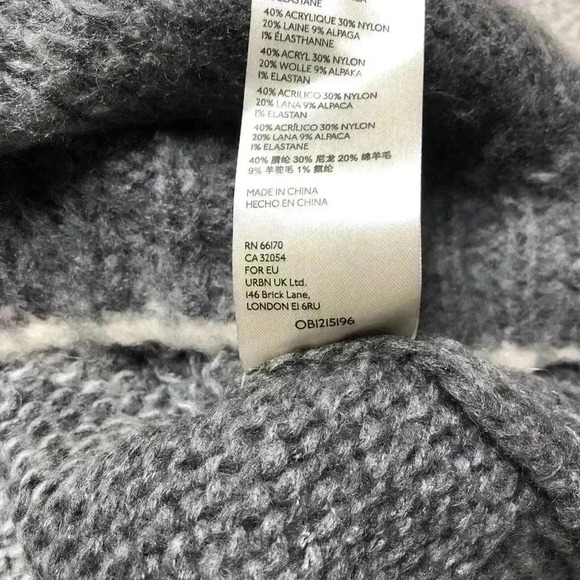 40% ACRYLIQUE 30% NYLON
20% LAINE 9% ALPAGA
1% ÉLASTHANNE
40% ACRYL 30% NYLON
20% WOLLE 9% ALPAKA
1% ELASTAN
40% ACRILICO 30% NYLON
20% LANA 9% ALPACA
1% ELASTAN
40% ACRÍLICO 30% NYLON
20% LANA 9% ALPACA
1% ELASTANE
40% 腈纶 30% 尼龙 20% 绵羊毛
9% 羊驼毛 1% 氨纶
MADE IN CHINA
HECHO EN CHINA
RN 66170
CA 32054
FOR EU
URBN UK Ltd.
146 Brick Lane,
LONDON E1 6RU
OB1215196